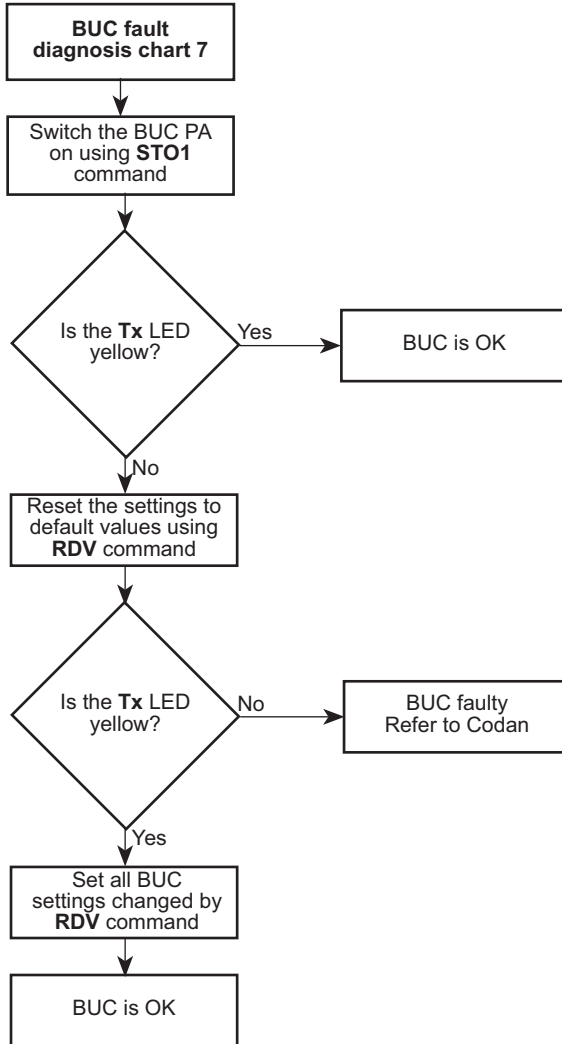 BUC fault
diagnosis chart 7
Switch the BUC PA
on using STO1
command
Is the Tx LED
yellow?
Yes
BUC is OK
No
Reset the settings to
default values using
RDV command
Is the Tx LED
yellow?
No
BUC faulty
Refer to Codan
Yes
Set all BUC
settings changed by
RDV command
BUC is OK